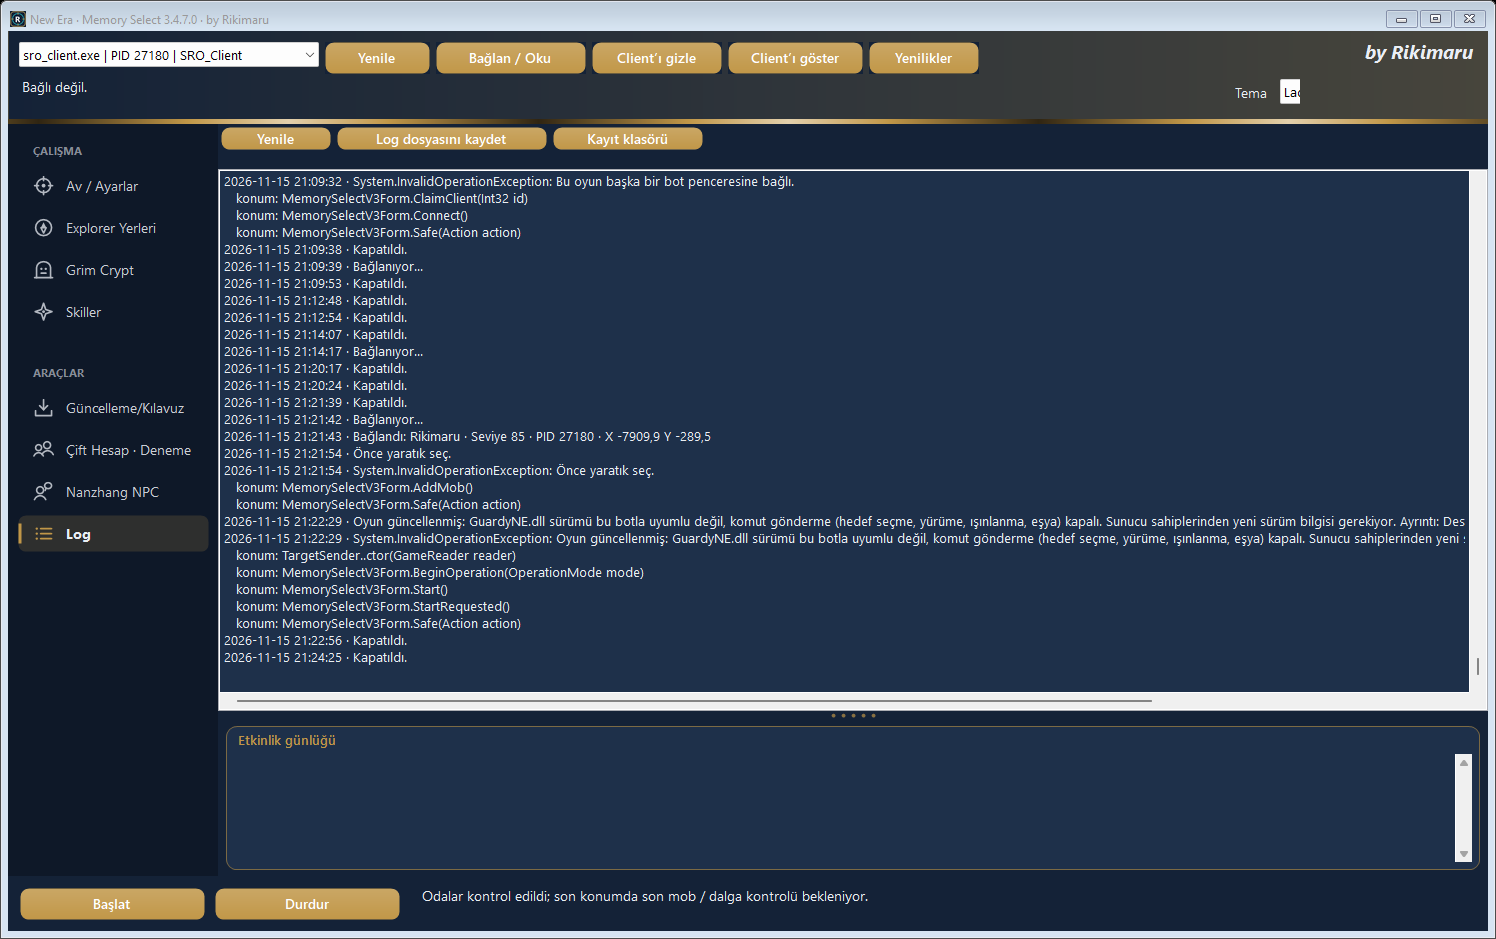 New Era · Memory Select 3.4.7.0 · by Rikimaru
sro_client.exe | PID 27180 | SRO_Client
Yenile
Bağlan / Oku
Client'ı gizle
Client'ı göster
Yenilikler
by Rikimaru
Bağlı değil.
Tema
Lac
ÇALIŞMA
Av / Ayarlar
Explorer Yerleri
Grim Crypt
Skiller
ARAÇLAR
Güncelleme/Kılavuz
Çift Hesap · Deneme
Nanzhang NPC
Log
Yenile
Log dosyasını kaydet
Kayıt klasörü
2026-11-15 21:09:32 · System.InvalidOperationException: Bu oyun başka bir bot penceresine bağlı.
konum: MemorySelectV3Form.ClaimClient(Int32 id)
konum: MemorySelectV3Form.Connect()
konum: MemorySelectV3Form.Safe(Action action)
2026-11-15 21:09:38 · Kapatıldı.
2026-11-15 21:09:39 · Bağlanıyor...
2026-11-15 21:09:53 · Kapatıldı.
2026-11-15 21:12:48 · Kapatıldı.
2026-11-15 21:12:54 · Kapatıldı.
2026-11-15 21:14:07 · Kapatıldı.
2026-11-15 21:14:17 · Bağlanıyor...
2026-11-15 21:20:17 · Kapatıldı.
2026-11-15 21:20:24 · Kapatıldı.
2026-11-15 21:21:39 · Kapatıldı.
2026-11-15 21:21:42 · Bağlanıyor...
2026-11-15 21:21:43 · Bağlandı: Rikimaru · Seviye 85 · PID 27180 · X -7909,9 Y -289,5
2026-11-15 21:21:54 · Önce yaratık seç.
2026-11-15 21:21:54 · System.InvalidOperationException: Önce yaratık seç.
konum: MemorySelectV3Form.AddMob()
konum: MemorySelectV3Form.Safe(Action action)
2026-11-15 21:22:29 · Oyun güncellenmiş: GuardyNE.dll sürümü bu botla uyumlu değil, komut gönderme (hedef seçme, yürüme, ışınlanma, eşya) kapalı. Sunucu sahiplerinden yeni sürüm bilgisi gerekiyor. Ayrıntı: Des
2026-11-15 21:22:29 · System.InvalidOperationException: Oyun güncellenmiş: GuardyNE.dll sürümü bu botla uyumlu değil, komut gönderme (hedef seçme, yürüme, ışınlanma, eşya) kapalı. Sunucu sahiplerinden yeni
konum: TargetSender..ctor(GameReader reader)
konum: MemorySelectV3Form.BeginOperation(OperationMode mode)
konum: MemorySelectV3Form.Start()
konum: MemorySelectV3Form.StartRequested()
konum: MemorySelectV3Form.Safe(Action action)
2026-11-15 21:22:56 · Kapatıldı.
2026-11-15 21:24:25 · Kapatıldı.
Etkinlik günlüğü
Başlat
Durdur
Odalar kontrol edildi; son konumda son mob / dalga kontrolü bekleniyor.